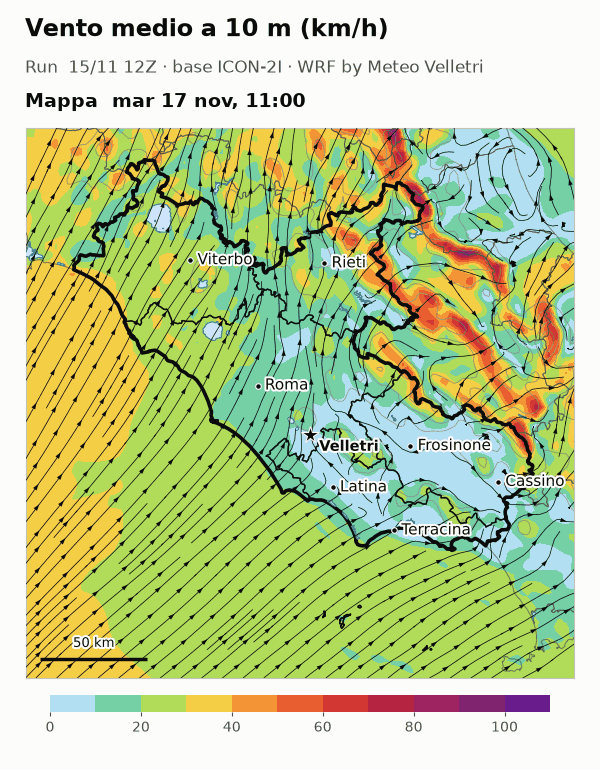 Vento medio a 10 m (km/h)
Run  15/11 12Z · base ICON-2I · WRF by Meteo Velletri
Mappa  mar 17 nov, 11:00
Viterbo
Rieti
Roma
Velletri
Frosinone
Latina
Cassino
Terracina
50 km
0 20 40 60 80 100